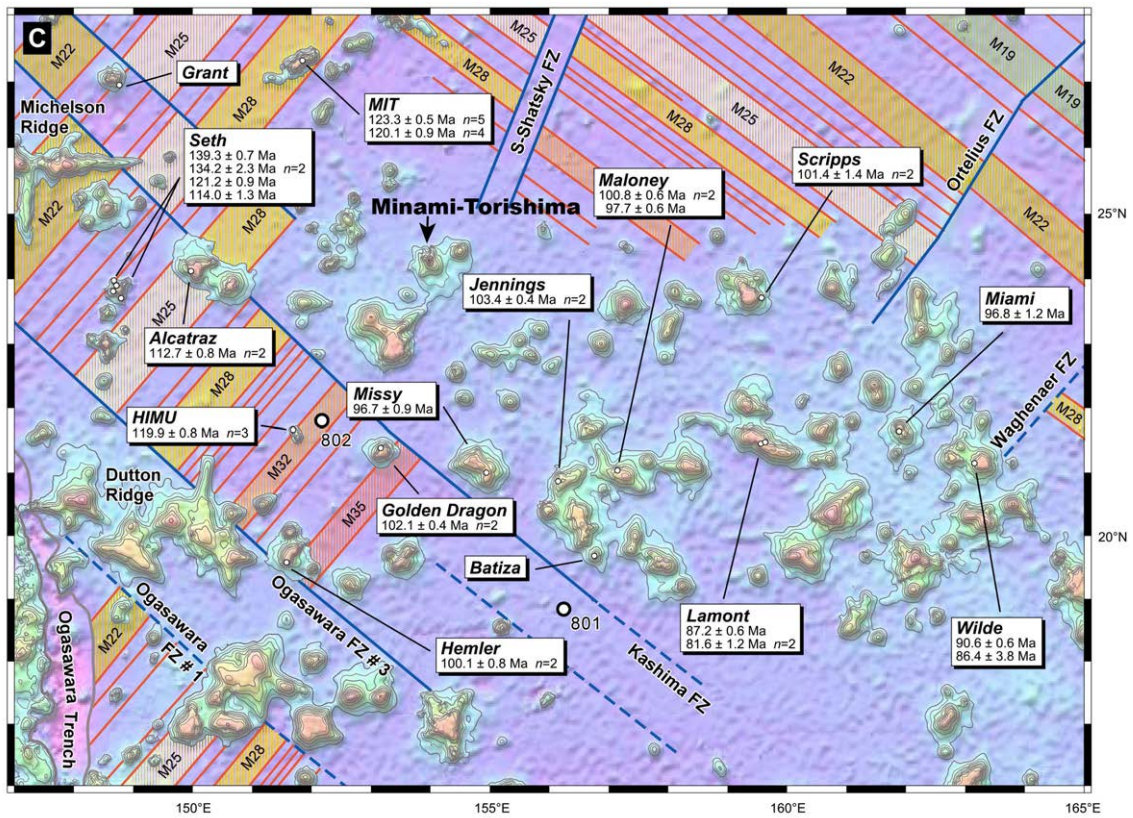 C
M22
M25
Grant
Michelson
Ridge
M28
MIT
123.3 ± 0.5 Ma n=5
120.1 ± 0.9 Ma n=4
M25
M28
S-Shatsky FZ
M22
M19
M19
Seth
139.3 ± 0.7 Ma
134.2 ± 2.3 Ma n=2
121.2 ± 0.9 Ma
114.0 ± 1.3 Ma
M22
M28
Minami-Torishima
Maloney
100.8 ± 0.6 Ma n=2
97.7 ± 0.6 Ma
M28
Scripps
101.4 ± 1.4 Ma n=2
Ortelius FZ
M22
25°N
Jennings
103.4 ± 0.4 Ma n=2
Miami
96.8 ± 1.2 Ma
M25
Alcatraz
112.7 ± 0.8 Ma n=2
M28
Missy
96.7 ± 0.9 Ma
HIMU
119.9 ± 0.8 Ma n=3
802
Waghenaer FZ
M28
M32
Dutton
Ridge
M35
Golden Dragon
102.1 ± 0.4 Ma n=2
20°N
Batiza
801
Lamont
87.2 ± 0.6 Ma
81.6 ± 1.2 Ma n=2
Wilde
90.6 ± 0.6 Ma
86.4 ± 3.8 Ma
Ogasawara
FZ # 1
Ogasawara FZ # 3
Hemler
100.1 ± 0.8 Ma n=2
Kashima FZ
Ogasawara Trench
M22
M25
M28
150°E
155°E
160°E
165°E